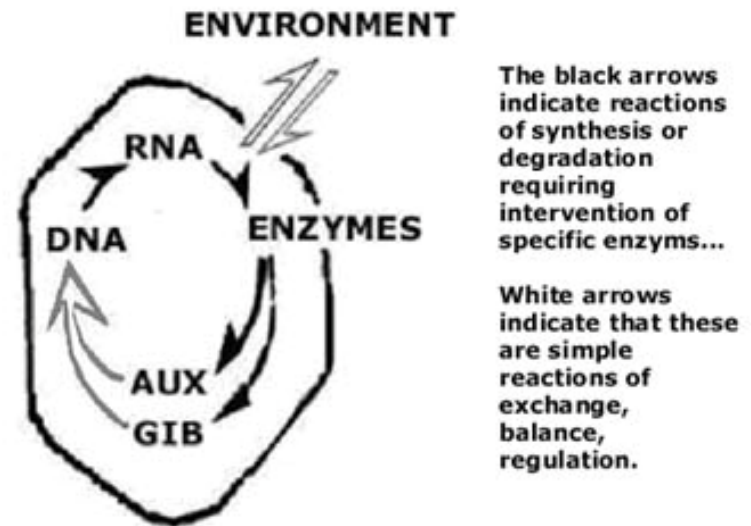 ENVIRONMENT
RNA
DNA
ENZYMES
AUX
GIB
The black arrows
indicate reactions
of synthesis or
degradation
requiring
intervention of
specific enzyms...
White arrows
indicate that these
are simple
reactions of
exchange,
balance,
regulation.